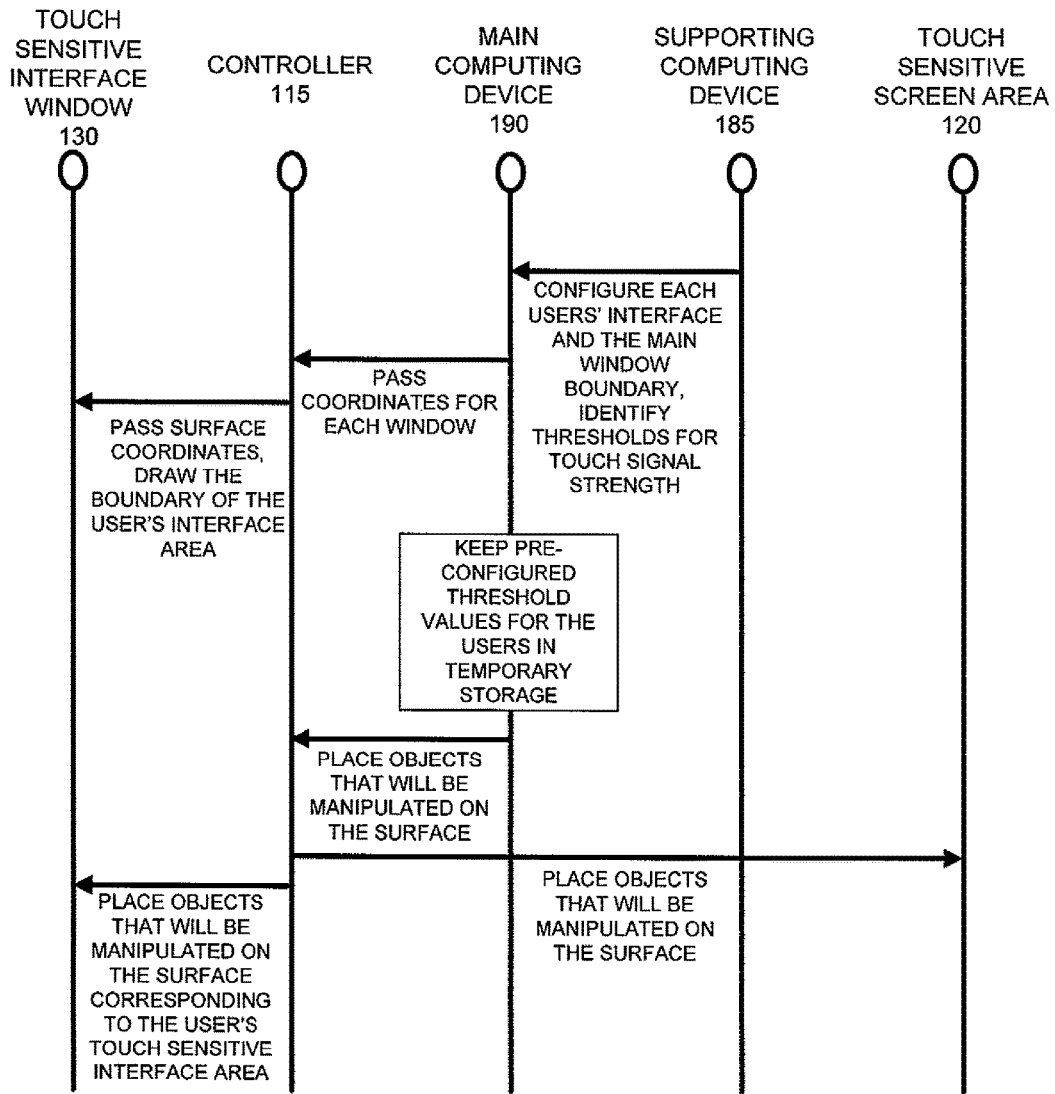 TOUCH
SENSITIVE
INTERFACE
WINDOW
130
CONTROLLER
115
MAIN
COMPUTING
DEVICE
190
SUPPORTING
COMPUTING
DEVICE
185
TOUCH
SENSITIVE
SCREEN AREA
120
CONFIGURE EACH
USERS' INTERFACE
AND THE MAIN
WINDOW
BOUNDARY,
IDENTIFY
THRESHOLDS FOR
TOUCH SIGNAL
STRENGTH
PASS
COORDINATES FOR
EACH WINDOW
PASS SURFACE
COORDINATES,
DRAW THE
BOUNDARY OF THE
USER'S INTERFACE
AREA
KEEP PRE-
CONFIGURED
THRESHOLD
VALUES FOR THE
USERS IN
TEMPORARY
STORAGE
PLACE OBJECTS
THAT WILL BE
MANIPULATED ON
THE SURFACE
PLACE OBJECTS
THAT WILL BE
MANIPULATED ON
THE SURFACE
PLACE OBJECTS
THAT WILL BE
MANIPULATED ON
THE SURFACE
CORRESPONDING
TO THE USER'S
TOUCH SENSITIVE
INTERFACE AREA